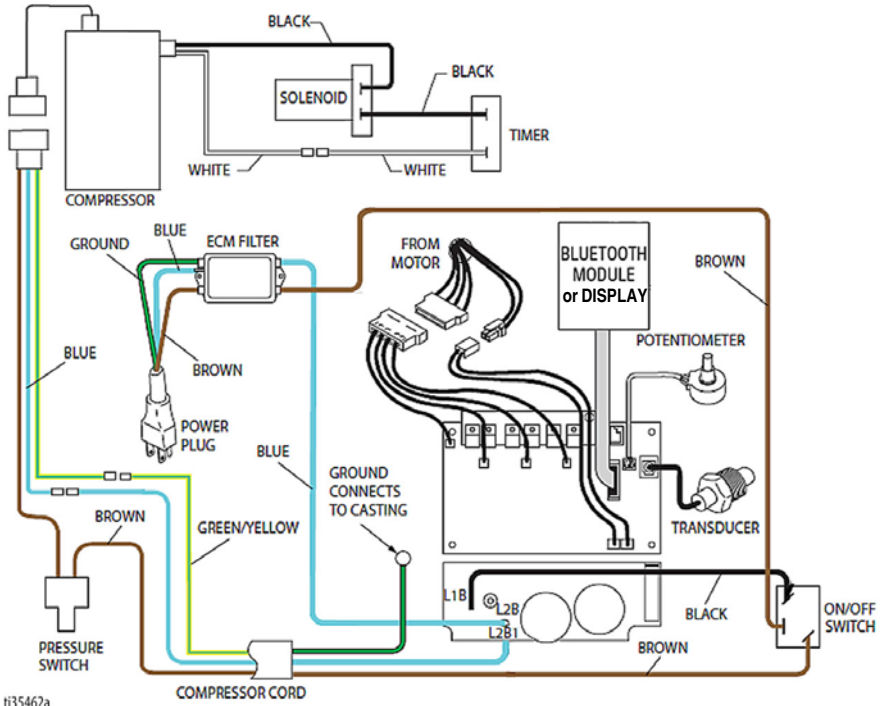 BLACK
BLACK
SOLENOID
TIMER
WHITE
WHITE
COMPRESSOR
GROUND
BLUE
ECM FILTER
FROM
MOTOR
BLUETOOTH
MODULE
or DISPLAY
BROWN
POTENTIOMETER
BLUE
BROWN
POWER
PLUG
BLUE
GROUND
CONNECTS
TO CASTING
TRANSDUCER
BROWN
GREEN/YELLOW
L1B
L2B
L2B1
BLACK
ON/OFF
SWITCH
PRESSURE
SWITCH
BROWN
COMPRESSOR CORD
ti35462a